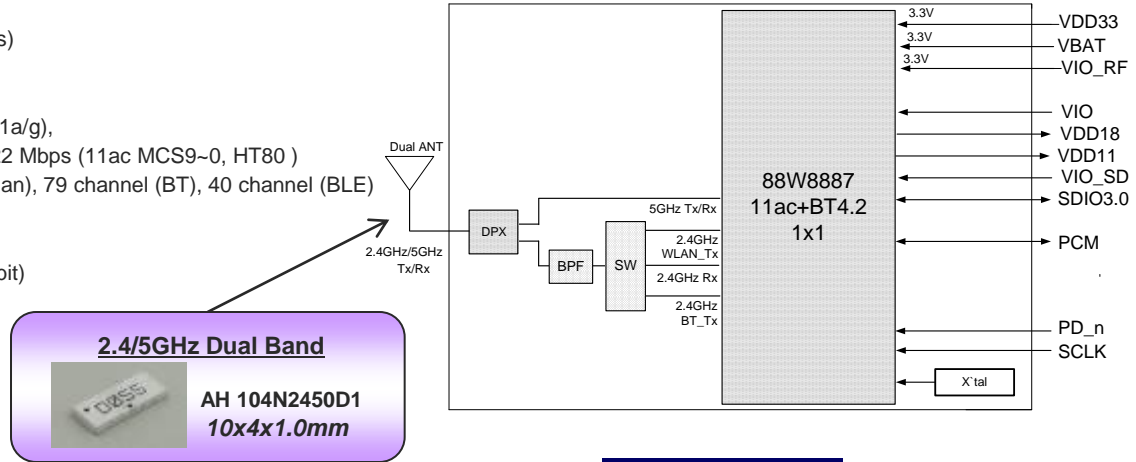 s)
1a/g),
2 Mbps (11ac MCS9~0, HT80 )
an), 79 channel (BT), 40 channel (BLE)
bit)
Dual ANT
2.4GHz/5GHz
Tx/Rx
DPX
BPF
SW
5GHz Tx/Rx
2.4GHz
WLAN_Tx
2.4GHz Rx
2.4GHz
BT_Tx
88W8887
11ac+BT4.2
1x1
3.3V
VDD33
3.3V
VBAT
3.3V
VIO_RF
VIO
VDD18
VDD11
VIO_SD
SDIO3.0
PCM
PD_n
SCLK
X`tal
2.4/5GHz Dual Band
D0SS
AH 104N2450D1
10x4x1.0mm